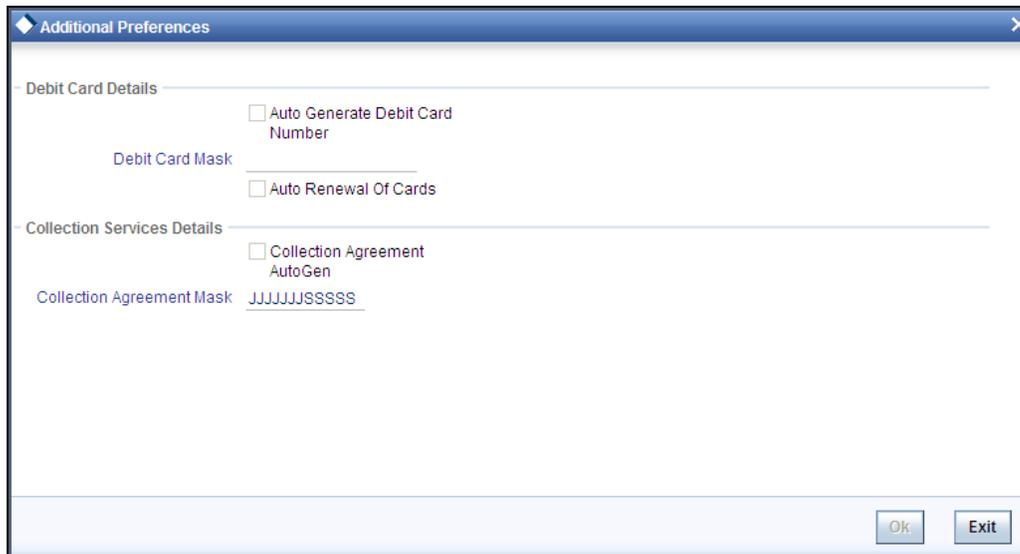 Additional Preferences
Debit Card Details
Auto Generate Debit Card
Number
Debit Card Mask
Auto Renewal Of Cards
Collection Services Details
Collection Agreement
AutoGen
Collection Agreement Mask JJJJJJJSSSSS
Ok Exit